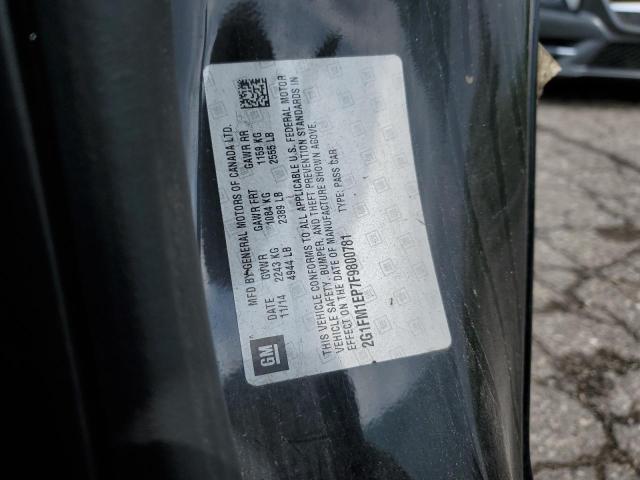 MFD BY GENERAL MOTORS OF CANADA LTD.
DATE GVWR GAWR FRT GAWR RR
11/14 2243 KG 1084 KG 1159 KG
4944 LB 2389 LB 2555 LB
THIS VEHICLE CONFORMS TO ALL APPLICABLE U.S. FEDERAL MOTOR
VEHICLE SAFETY, BUMPER, AND THEFT PREVENTION STANDARDS IN
EFFECT ON THE DATE OF MANUFACTURE SHOWN ABOVE.
2G1FM1EP7F9800781 TYPE: PASS CAR
GM